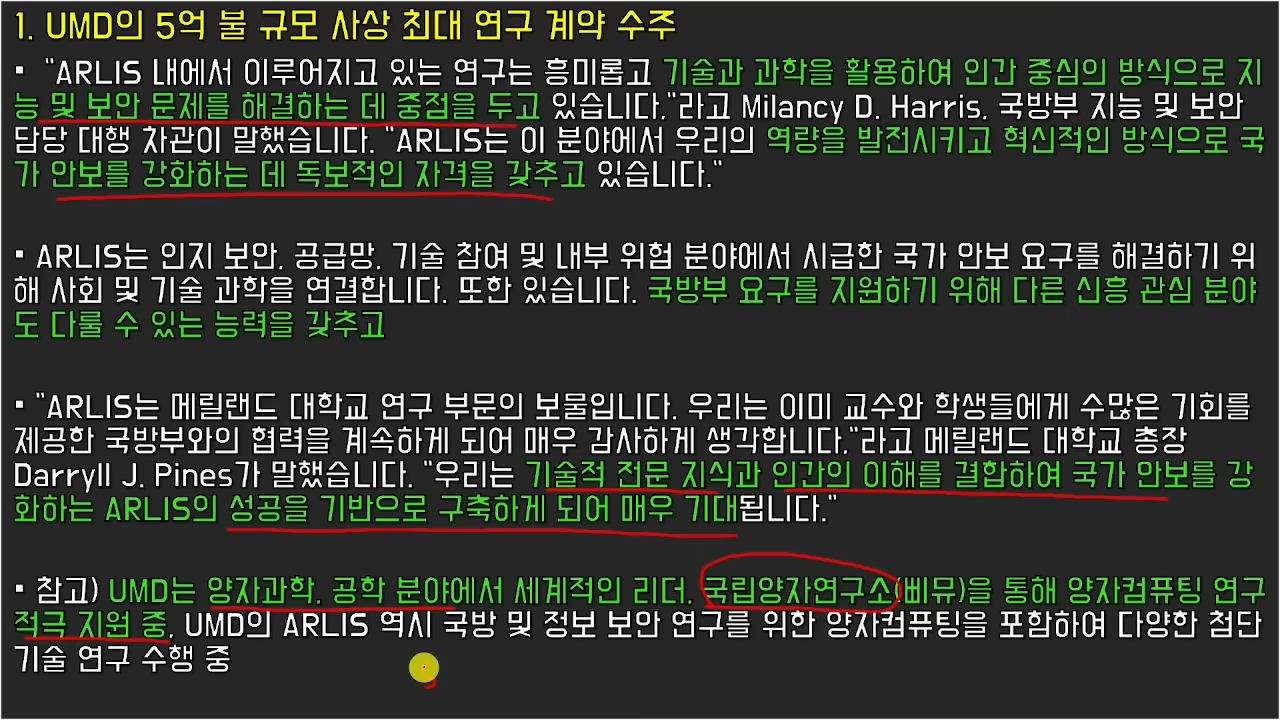 1. UMD의 5억 불 규모 사상 최대 연구 계약 수주
▪ "ARLIS 내에서 이루어지고 있는 연구는 흥미롭고 기술과 과학을 활용하여 인간 중심의 방식으로 지
능 및 보안 문제를 해결하는 데 중점을 두고 있습니다."라고 Milancy D. Harris, 국방부 지능 및 보안
담당 대행 차관이 말했습니다. "ARLIS는 이 분야에서 우리의 역량을 발전시키고 혁신적인 방식으로 국
가 안보를 강화하는 데 독보적인 자격을 갖추고 있습니다."
▪ ARLIS는 인지 보안, 공급망, 기술 참여 및 내부 위험 분야에서 시급한 국가 안보 요구를 해결하기 위
해 사회 및 기술 과학을 연결합니다. 또한 있습니다. 국방부 요구를 지원하기 위해 다른 신흥 관심 분야
도 다룰 수 있는 능력을 갖추고
▪ "ARLIS는 메릴랜드 대학교 연구 부문의 보물입니다. 우리는 이미 교수와 학생들에게 수많은 기회를
제공한 국방부와의 협력을 계속하게 되어 매우 감사하게 생각합니다."라고 메릴랜드 대학교 총장
Darryll J. Pines가 말했습니다. "우리는 기술적 전문 지식과 인간의 이해를 결합하여 국가 안보를 강
화하는 ARLIS의 성공을 기반으로 구축하게 되어 매우 기대됩니다."
▪ 참고) UMD는 양자과학, 공학 분야에서 세계적인 리더, 국립양자연구소(삐뮤)을 통해 양자컴퓨팅 연구
적극 지원 중, UMD의 ARLIS 역시 국방 및 정보 보안 연구를 위한 양자컴퓨팅을 포함하여 다양한 첨단
기술 연구 수행 중